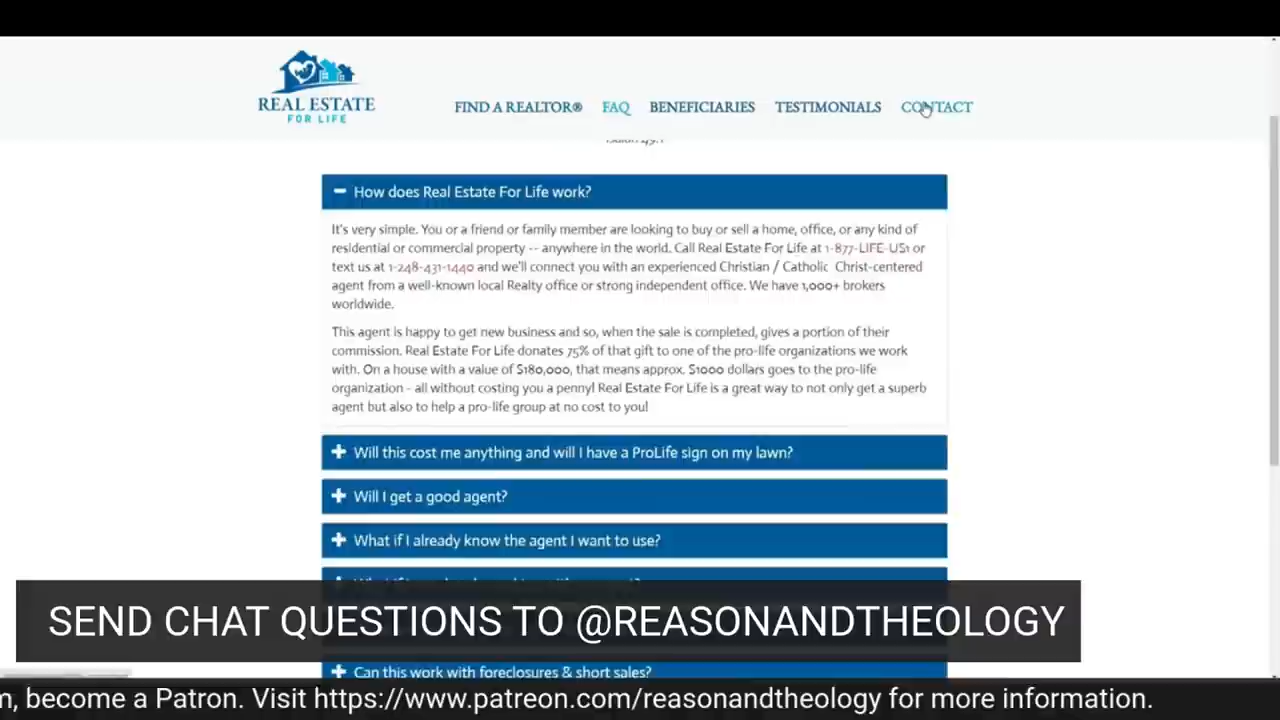 REAL ESTATE
FOR LIFE
FIND A REALTOR® FAQ BENEFICIARIES TESTIMONIALS CONTACT
How does Real Estate For Life work?
It's very simple. You or a friend or family member are looking to buy or sell a home, office, or any kind of
residential or commercial property -- anywhere in the world. Call Real Estate For Life at 1-877-LIFE-US1 or
text us at 1-248-431-1440 and we'll connect you with an experienced Christian / Catholic Christ-centered
agent from a well-known local Realty office or strong independent office. We have 1,000+ brokers
worldwide.
This agent is happy to get new business and so, when the sale is completed, gives a portion of their
commission. Real Estate For Life donates 75% of that gift to one of the pro-life organizations we work
with. On a house with a value of $180,000, that means approx. $1000 dollars goes to the pro-life
organization - all without costing you a penny! Real Estate For Life is a great way to not only get a superb
agent but also to help a pro-life group at no cost to you!
Will this cost me anything and will I have a ProLife sign on my lawn?
Will I get a good agent?
What if I already know the agent I want to use?
SEND CHAT QUESTIONS TO @REASONANDTHEOLOGY
Can this work with foreclosures & short sales?
, become a Patron. Visit https://www.patreon.com/reasonandtheology for more information.